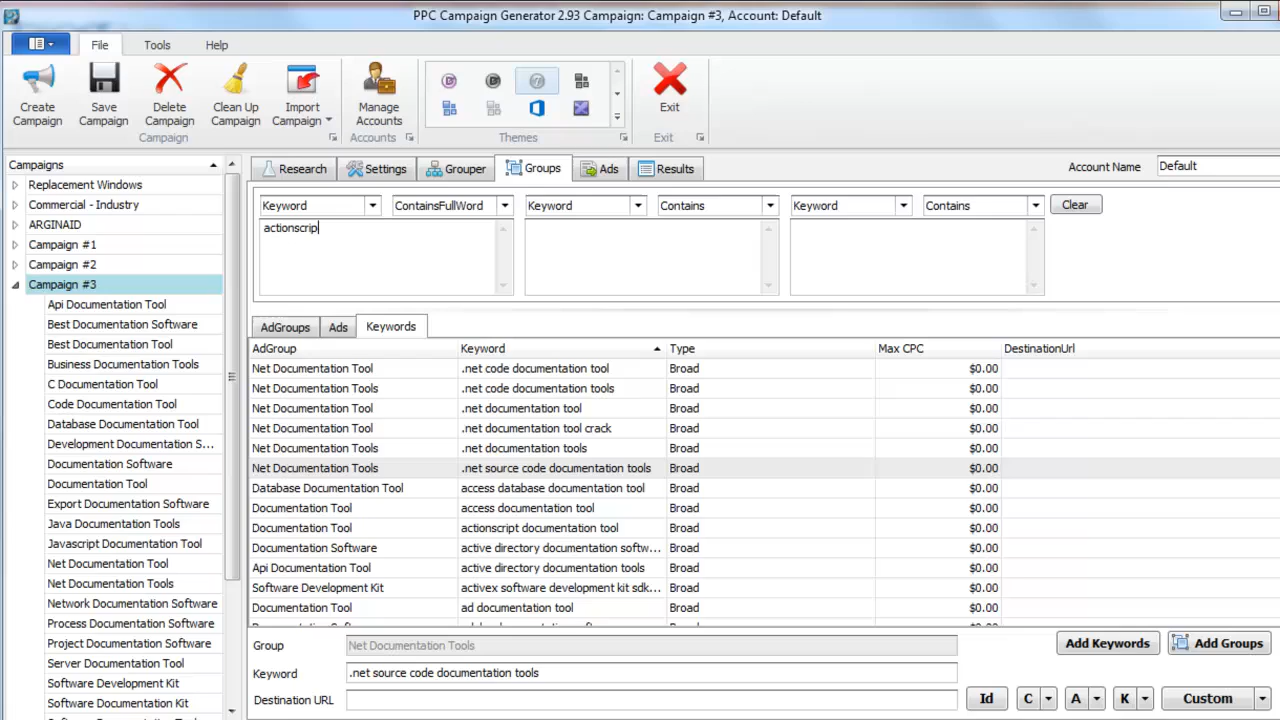 PPC Campaign Generator 2.93 Campaign: Campaign #3, Account: Default
File Tools Help
Create Campaign
Save Campaign
Delete Campaign
Clean Up Campaign
Import Campaign
Manage Accounts
Exit
Campaign Accounts Themes Exit
Campaigns
Replacement Windows
Commercial - Industry
ARGINAID
Campaign #1
Campaign #2
Campaign #3
Api Documentation Tool
Best Documentation Software
Best Documentation Tool
Business Documentation Tools
C Documentation Tool
Code Documentation Tool
Database Documentation Tool
Development Documentation S...
Documentation Software
Documentation Tool
Export Documentation Software
Java Documentation Tools
Javascript Documentation Tool
Net Documentation Tool
Net Documentation Tools
Network Documentation Software
Process Documentation Software
Project Documentation Software
Server Documentation Tool
Software Development Kit
Software Documentation Kit
Research Settings Grouper Groups Ads Results
Account Name Default
Keyword ContainsFullWord Keyword Contains Keyword Contains Clear
actionscrip
AdGroups Ads Keywords
AdGroup Keyword Type Max CPC DestinationUrl
Net Documentation Tool .net code documentation tool Broad $0.00
Net Documentation Tools .net code documentation tools Broad $0.00
Net Documentation Tool .net documentation tool Broad $0.00
Net Documentation Tool .net documentation tool crack Broad $0.00
Net Documentation Tools .net documentation tools Broad $0.00
Net Documentation Tools .net source code documentation tools Broad $0.00
Database Documentation Tool access database documentation tool Broad $0.00
Documentation Tool access documentation tool Broad $0.00
Documentation Tool actionscript documentation tool Broad $0.00
Documentation Software active directory documentation softw... Broad $0.00
Api Documentation Tool active directory documentation tools Broad $0.00
Software Development Kit activex software development kit sdk... Broad $0.00
Documentation Tool ad documentation tool Broad $0.00
Group Net Documentation Tools Add Keywords Add Groups
Keyword .net source code documentation tools
Destination URL Id C A K Custom